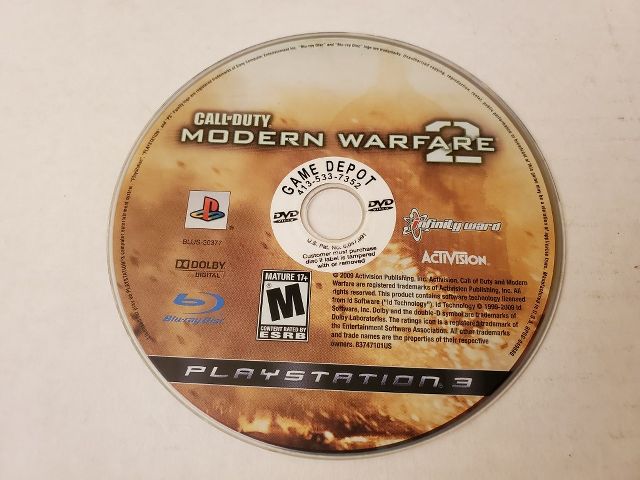 CALL OF DUTY
MODERN WARFARE 2
GAME DEPOT
413-533-7352
DVD
VIDEO
DVD
VIDEO
U.S. Pat. No.
Customer must purchase
disc if label is tampered
with or removed
BLUS-30377
infinity ward
ACTIVISION
DOLBY
DIGITAL
Blu-ray Disc
MATURE 17+
M
CONTENT RATED BY
ESRB
© 2009 Activision Publishing, Inc. Activision, Call of Duty and Modern
Warfare are registered trademarks of Activision Publishing, Inc. All
rights reserved. This product contains software technology licensed
from Id Software ("Id Technology"). Id Technology © 1999-2009 Id
Software, Inc. Dolby and the double-D symbol are trademarks of
Dolby Laboratories. The ratings icon is a registered trademark of
the Entertainment Software Association. All other trademarks
and trade names are the properties of their respective
owners. 83747101US
PLAYSTATION 3